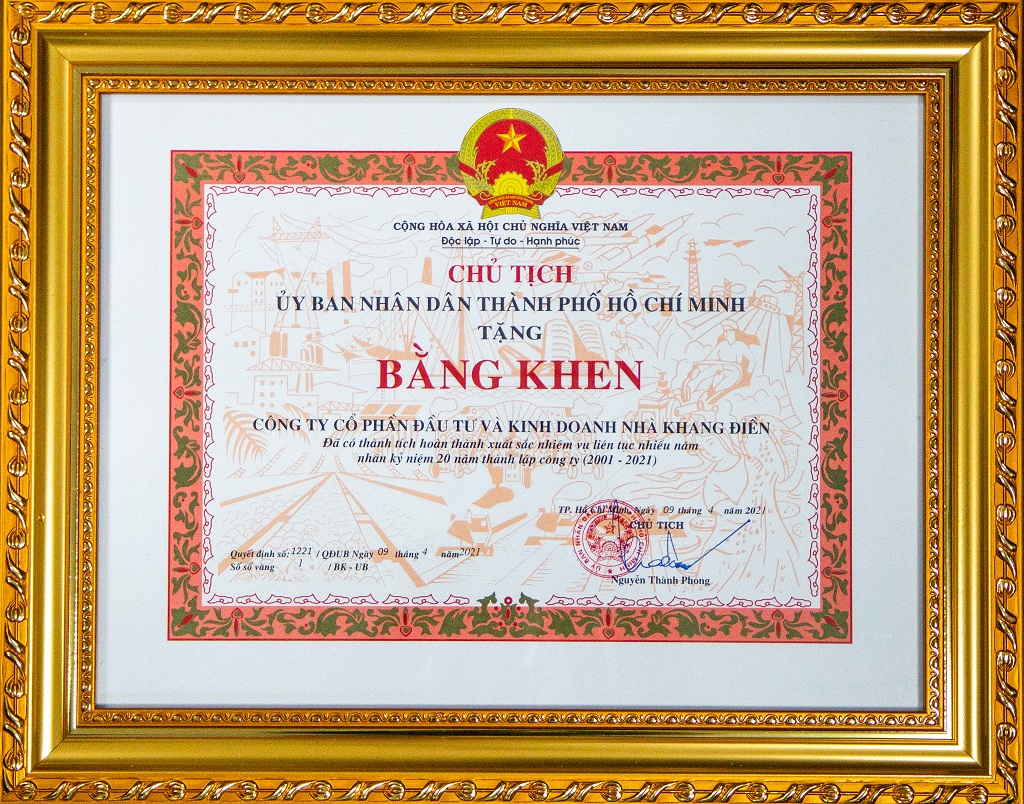 VIỆT NAM
CỘNG HÒA XÃ HỘI CHỦ NGHĨA VIỆT NAM
Độc lập - Tự do - Hạnh phúc
CHỦ TỊCH
ỦY BAN NHÂN DÂN THÀNH PHỐ HỒ CHÍ MINH
TẶNG
BẰNG KHEN
CÔNG TY CỔ PHẦN ĐẦU TƯ VÀ KINH DOANH NHÀ KHANG ĐIỀN
Đã có thành tích hoàn thành xuất sắc nhiệm vụ liên tục nhiều năm
nhân kỷ niệm 20 năm thành lập công ty (2001 - 2021)
TP. Hồ Chí Minh, Ngày 09 tháng 4 năm 2021
CHỦ TỊCH
Quyết định số: 1221 / QĐUB Ngày 09 tháng 4 năm 2021
Số sổ vàng 1 / BK - UB
Nguyễn Thành Phong